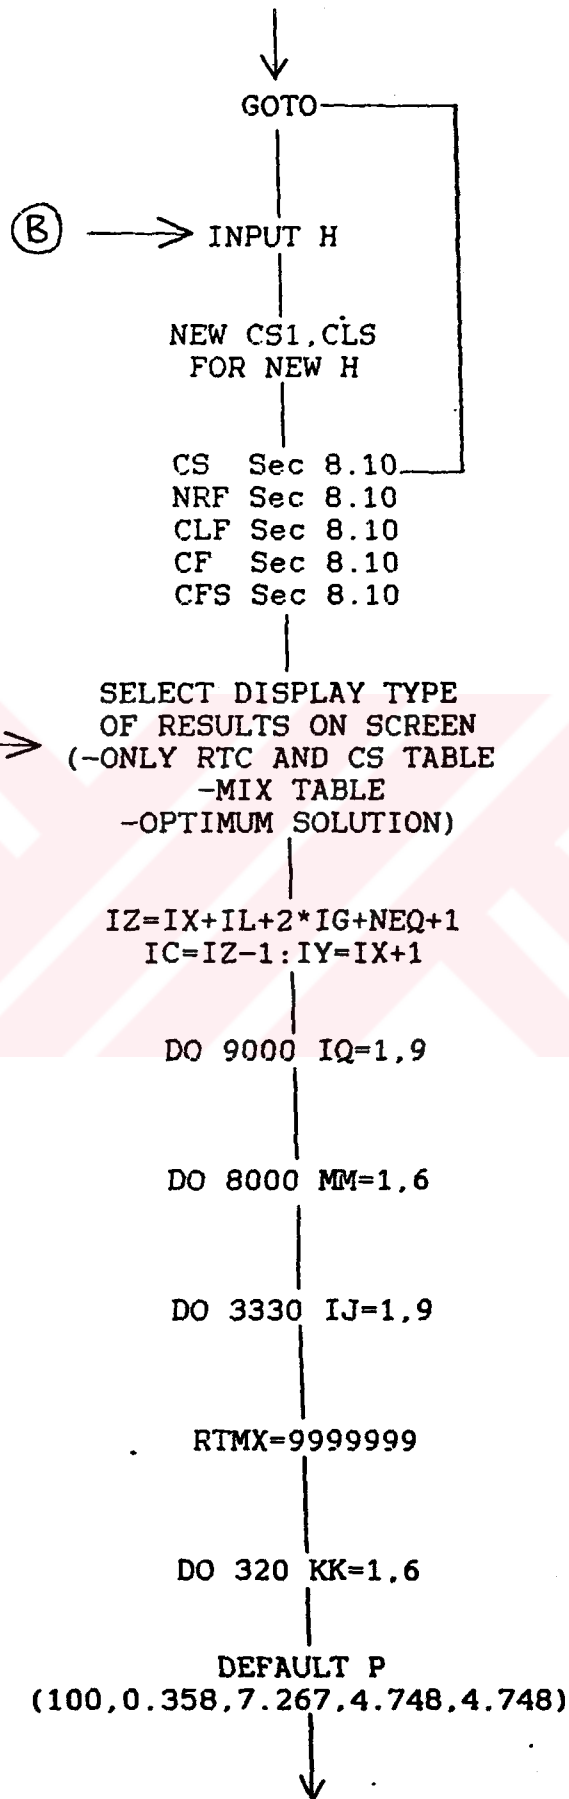 GOTO
B
INPUT H
NEW CS1,CLS
FOR NEW H
CS Sec 8.10
NRF Sec 8.10
CLF Sec 8.10
CF Sec 8.10
CFS Sec 8.10
SELECT DISPLAY TYPE
OF RESULTS ON SCREEN
(-ONLY RTC AND CS TABLE
-MIX TABLE
-OPTIMUM SOLUTION)
IZ=IX+IL+2*IG+NEQ+1
IC=IZ-1:IY=IX+1
DO 9000 IQ=1,9
DO 8000 MM=1,6
DO 3330 IJ=1,9
RTMX=9999999
DO 320 KK=1,6
DEFAULT P
(100,0.358,7.267,4.748,4.748)